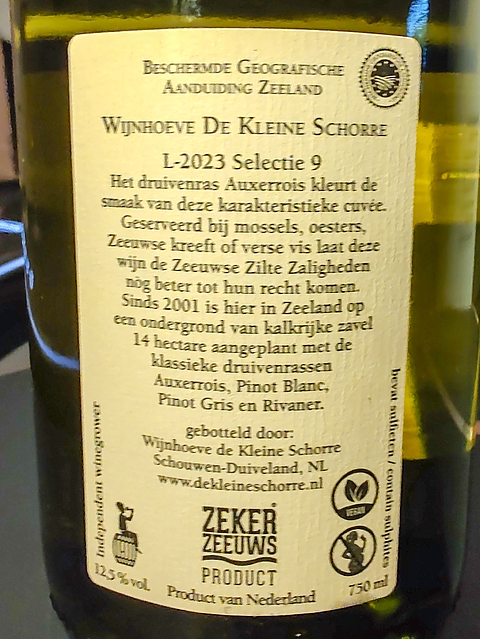 Beschermde Geografische
Aanduiding Zeeland
Wijnhoeve De Kleine Schorre
L-2023 Selectie 9
Het druivenras Auxerrois kleurt de
smaak van deze karakteristieke cuvée.
Geserveerd bij mossels, oesters,
Zeeuwse kreeft of verse vis laat deze
wijn de Zeeuwse Zilte Zaligheden
nòg beter tot hun recht komen.
Sinds 2001 is hier in Zeeland op
een ondergrond van kalkrijke zavel
14 hectare aangeplant met de
klassieke druivenrassen
Auxerrois, Pinot Blanc,
Pinot Gris en Rivaner.
gebotteld door:
Wijnhoeve de Kleine Schorre
Schouwen-Duiveland, NL
www.dekleineschorre.nl
Independent winegrower
bevat sulfieten / contain sulphites
VEGAN
ZEKER
ZEEUWS
PRODUCT
12,5 % vol.
Product van Nederland
750 ml